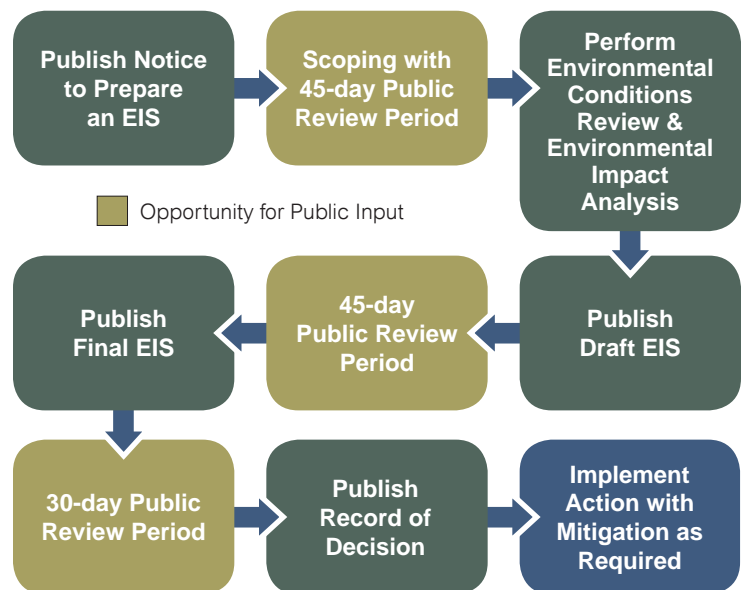 Publish Notice
to Prepare
an EIS
Scoping with
45-day Public
Review Period
Perform
Environmental
Conditions
Review &
Environmental
Impact
Analysis
Opportunity for Public Input
Publish
Draft EIS
45-day
Public Review
Period
Publish
Final EIS
30-day Public
Review Period
Publish
Record of
Decision
Implement
Action with
Mitigation as
Required